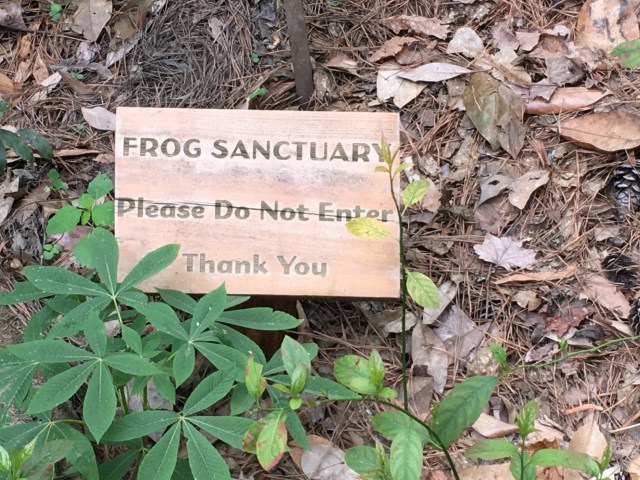 FROG SANCTUARY
Please Do Not Enter
Thank You